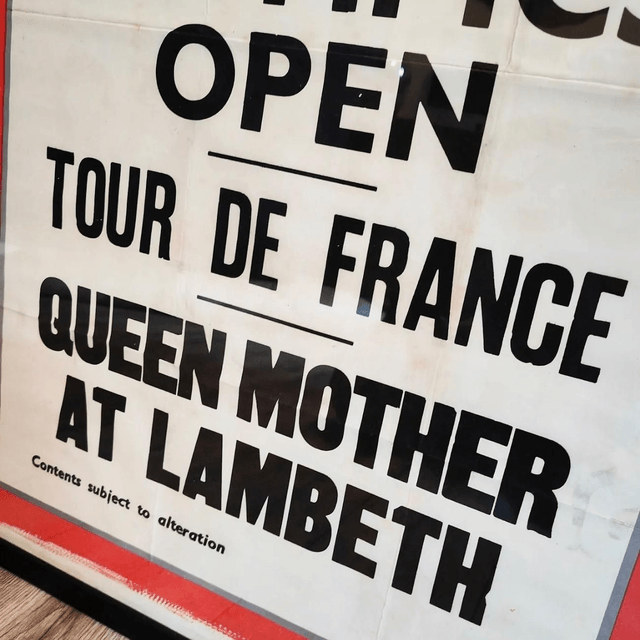 OPEN
TOUR DE FRANCE
QUEEN MOTHER
AT LAMBETH
Contents subject to alteration